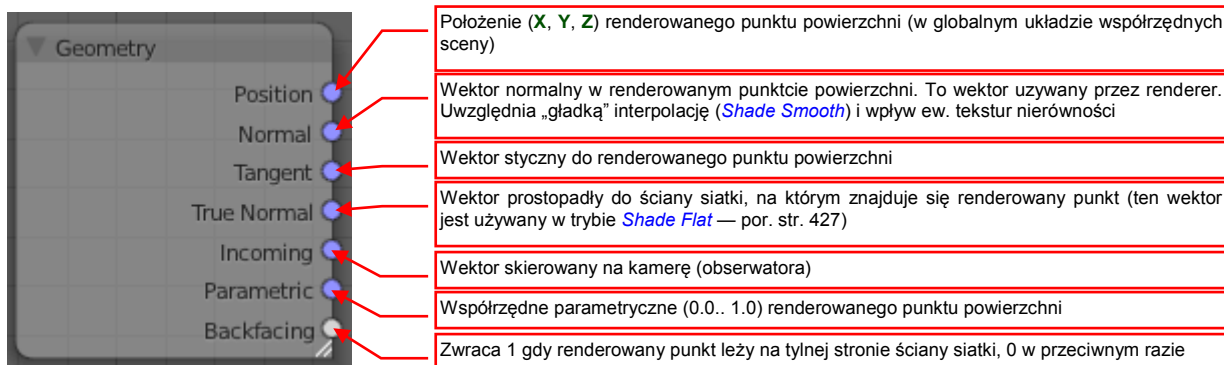 Geometry
Position
Normal
Tangent
True Normal
Incoming
Parametric
Backfacing
Położenie (X, Y, Z) renderowanego punktu powierzchni (w globalnym układzie współrzędnych
sceny)
Wektor normalny w renderowanym punktcie powierzchni. To wektor uzywany przez renderer.
Uwzględnia „gładką” interpolację (Shade Smooth) i wpływ ew. tekstur nierówności
Wektor styczny do renderowanego punktu powierzchni
Wektor prostopadły do ściany siatki, na którym znajduje się renderowany punkt (ten wektor
jest używany w trybie Shade Flat — por. str. 427)
Wektor skierowany na kamerę (obserwatora)
Współrzędne parametryczne (0.0.. 1.0) renderowanego punktu powierzchni
Zwraca 1 gdy renderowany punkt leży na tylnej stronie ściany siatki, 0 w przeciwnym razie